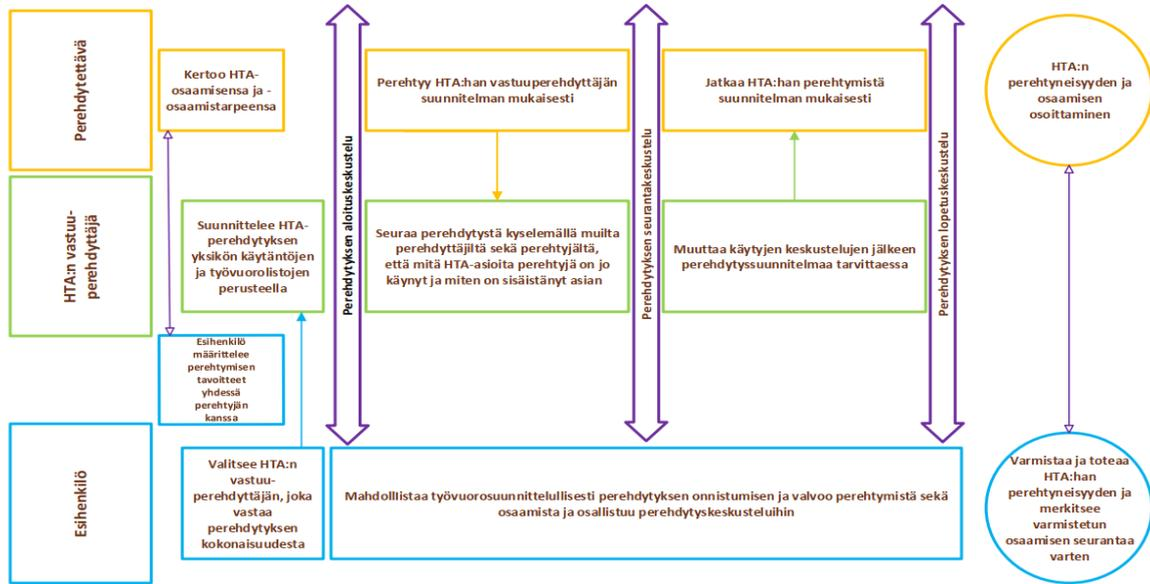 Perehdytettävä
Kertoo HTA-
osaamisensa ja -
osaamistarpeensa
Perehtyy HTA:han vastuuperehdyttäjän
suunnitelman mukaisesti
Jatkaa HTA:han perehtymistä
suunnitelman mukaisesti
HTA:n
perehtyneisyyden ja
osaamisen
osoittaminen
HTA:n vastuu-
perehdyttäjä
Suunnittelee HTA-
perehdytyksen
yksikön käytäntöjen
ja työvuorolistojen
perusteella
Perehdytyksen aloituskeskustelu
Seuraa perehdytystä kyselemällä muilta
perehdyttäjiltä sekä perehtyjältä,
että mitä HTA-asioita perehtyjä on jo
käynyt ja miten on sisäistänyt asian
Perehdytyksen seurantakeskustelu
Muuttaa käytyjen keskustelujen jälkeen
perehdytyssuunnitelmaa tarvittaessa
Perehdytyksen lopetuskeskustelu
Esihenkilö
määrittelee
perehtymisen
tavoitteet
yhdessä
perehtyjän
kanssa
Esihenkilö
Valitsee HTA:n
vastuu-
perehdyttäjän, joka
vastaa
perehdytyksen
kokonaisuudesta
Mahdolllistaa työvuorosuunnittelullisesti perehdytyksen onnistumisen ja valvoo perehtymistä sekä
osaamista ja osallistuu perehdytyskeskusteluihin
Varmistaa ja toteaa
HTA:han
perehtyneisyyden ja
merkitsee
varmistetun
osaamisen seurantaa
varten